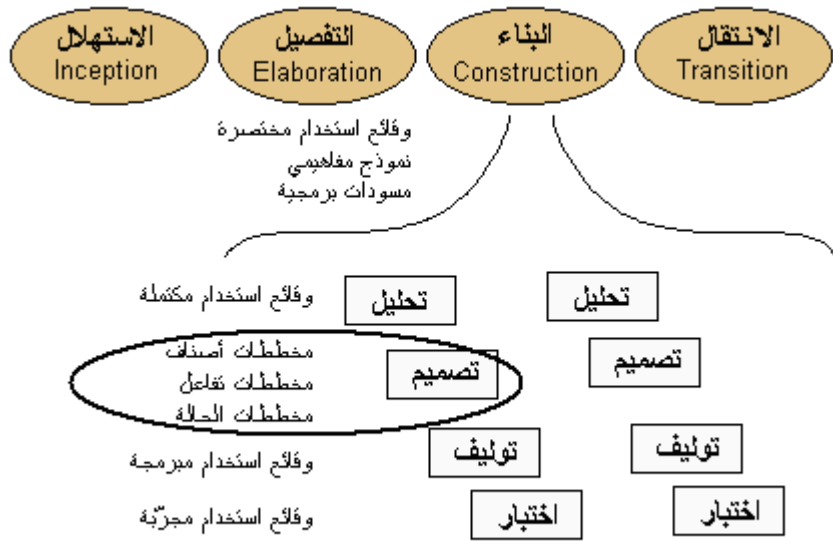 الاستهلال
Inception
التفصيل
Elaboration
البناء
Construction
الانتقال
Transition
وقائع استخدام مختصرة
نموذج مفاهيمي
مسودات برمجية
وقائع استخدام مكتملة
تحليل
تحليل
مخططات أصناف
مخططات تفاعل
مخططات الحالة
تصميم
تصميم
وقائع استخدام مبرمجة
توليف
توليف
وقائع استخدام مجرّبة
اختبار
اختبار